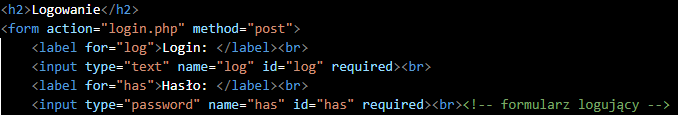 <h2>Logowanie</h2>
<form action="login.php" method="post">
<label for="log">Login: </label><br>
<input type="text" name="log" id="log" required><br>
<label for="has">Hasło: </label><br>
<input type="password" name="has" id="has" required><br><!-- formularz logujący -->